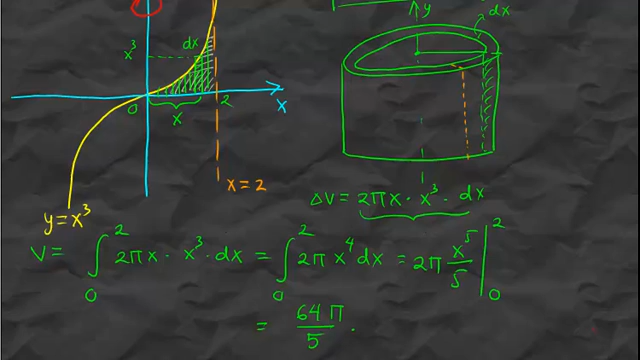 y
dx
x³
dx
0
2
x
x
x = 2
y = x³
ΔV = 2πx · x³ · dx
V = ∫₀² 2πx · x³ · dx = ∫₀² 2π x⁴ dx = 2π x⁵/5 |₀²
= 64π/5 .